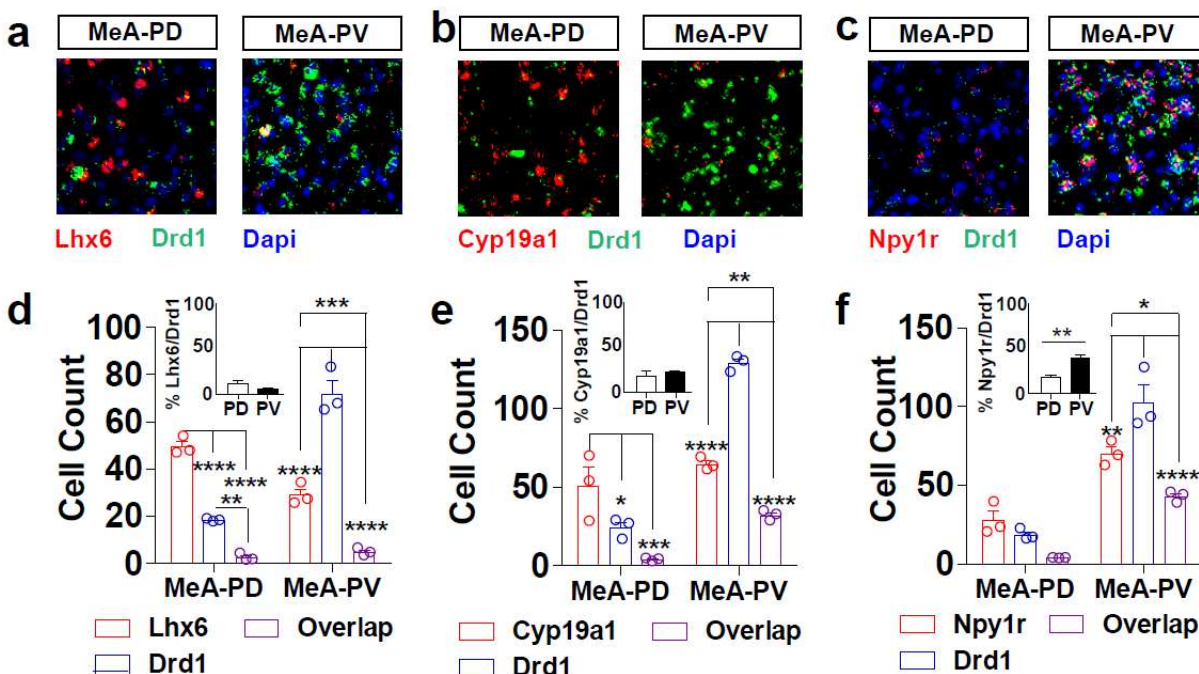 a
MeA-PD MeA-PV
b
MeA-PD MeA-PV
c
MeA-PD MeA-PV
Lhx6 Drd1 Dapi
Cyp19a1 Drd1 Dapi
Npy1r Drd1 Dapi
d
Cell Count
100
80
60
40
20
0
% Lhx6/Drd1
100
50
0
PD PV
***
****
****
**
****
****
MeA-PD MeA-PV
Lhx6 Overlap
Drd1
e
Cell Count
150
100
50
0
% Cyp19a1/Drd1
100
50
0
PD PV
**
*
***
****
****
MeA-PD MeA-PV
Cyp19a1 Overlap
Drd1
f
Cell Count
150
100
50
0
% Npy1r/Drd1
100
50
0
**
PD PV
*
**
****
MeA-PD MeA-PV
Npy1r Overlap
Drd1